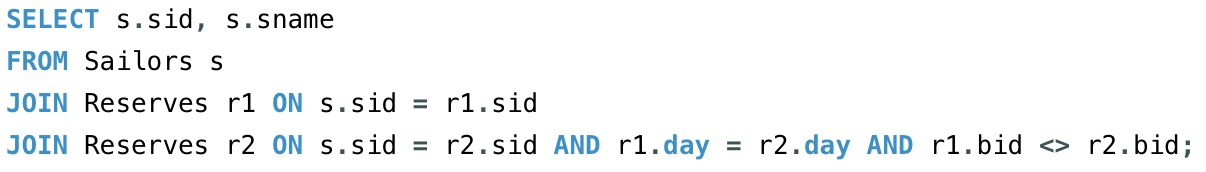 SELECT s.sid, s.sname
FROM Sailors s
JOIN Reserves r1 ON s.sid = r1.sid
JOIN Reserves r2 ON s.sid = r2.sid AND r1.day = r2.day AND r1.bid <> r2.bid;